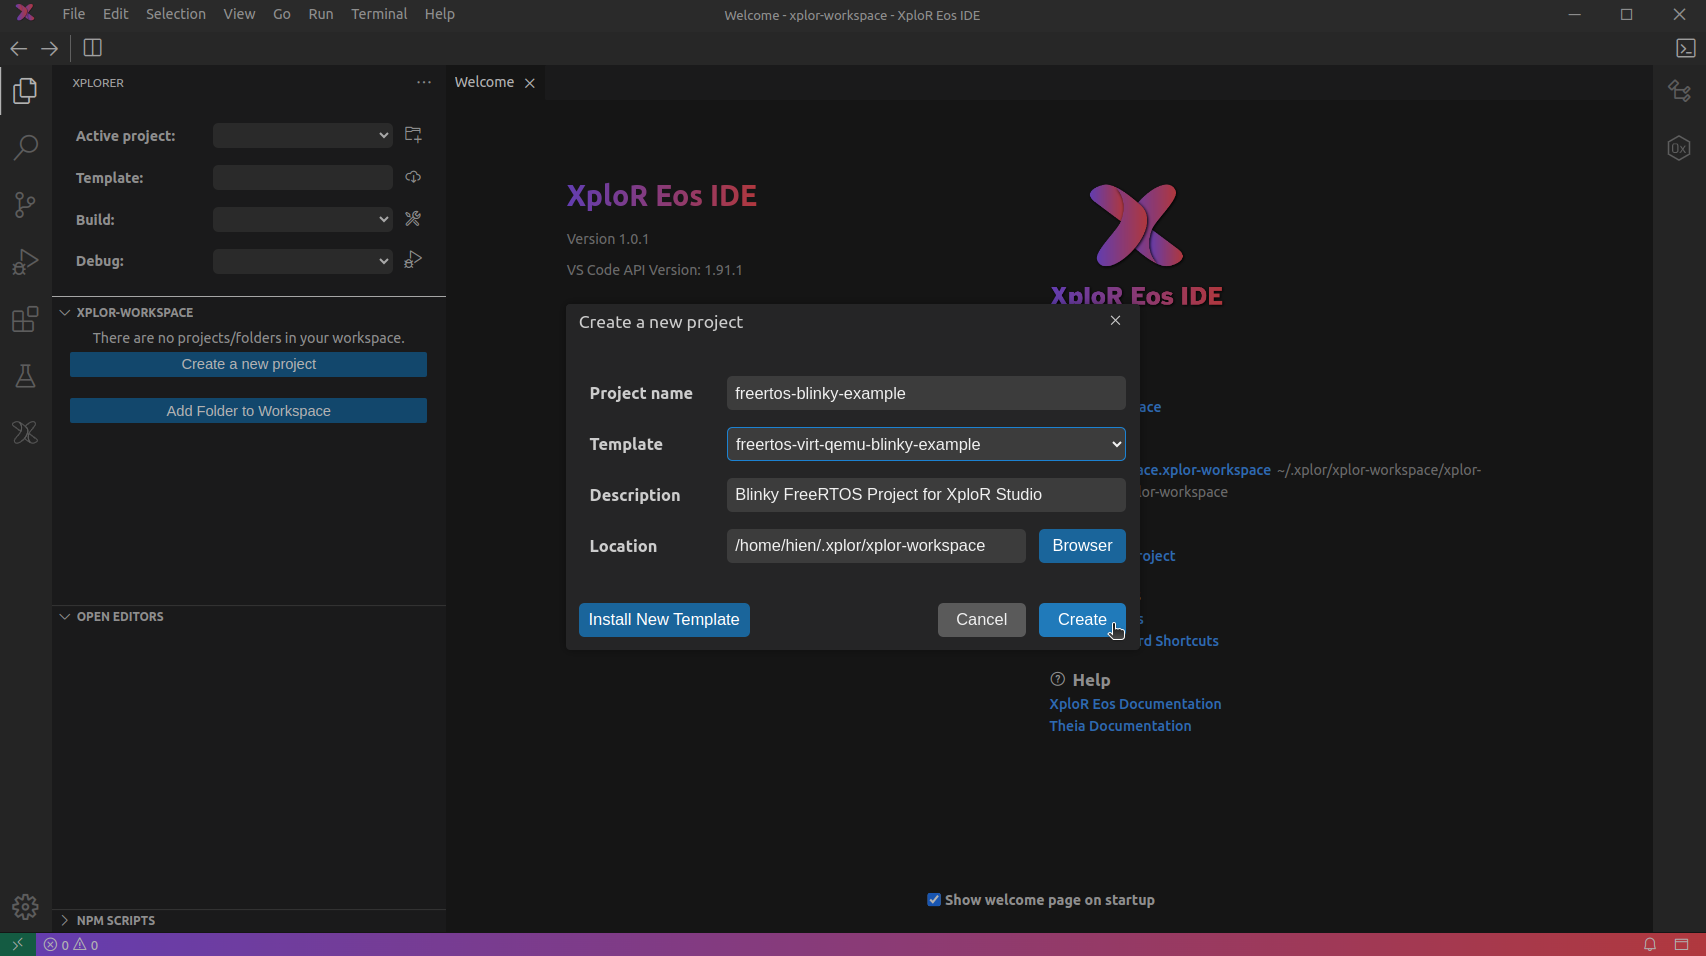 File Edit Selection View Go Run Terminal Help
Welcome - xplor-workspace - XploR Eos IDE
XPLORER
Welcome
Active project:
Template:
Build:
Debug:
XPLOR-WORKSPACE
There are no projects/folders in your workspace.
Create a new project
Add Folder to Workspace
OPEN EDITORS
NPM SCRIPTS
XploR Eos IDE
Version 1.0.1
VS Code API Version: 1.91.1
XploR Eos IDE
Create a new project
Project name freertos-blinky-example
Template freertos-virt-qemu-blinky-example
Description Blinky FreeRTOS Project for XploR Studio
Location /home/hien/.xplor/xplor-workspace Browser
Install New Template Cancel Create
ace
ace.xplor-workspace ~/.xplor/xplor-workspace/xplor-
or-workspace
roject
s
rd Shortcuts
Help
XploR Eos Documentation
Theia Documentation
Show welcome page on startup
0 0
0x